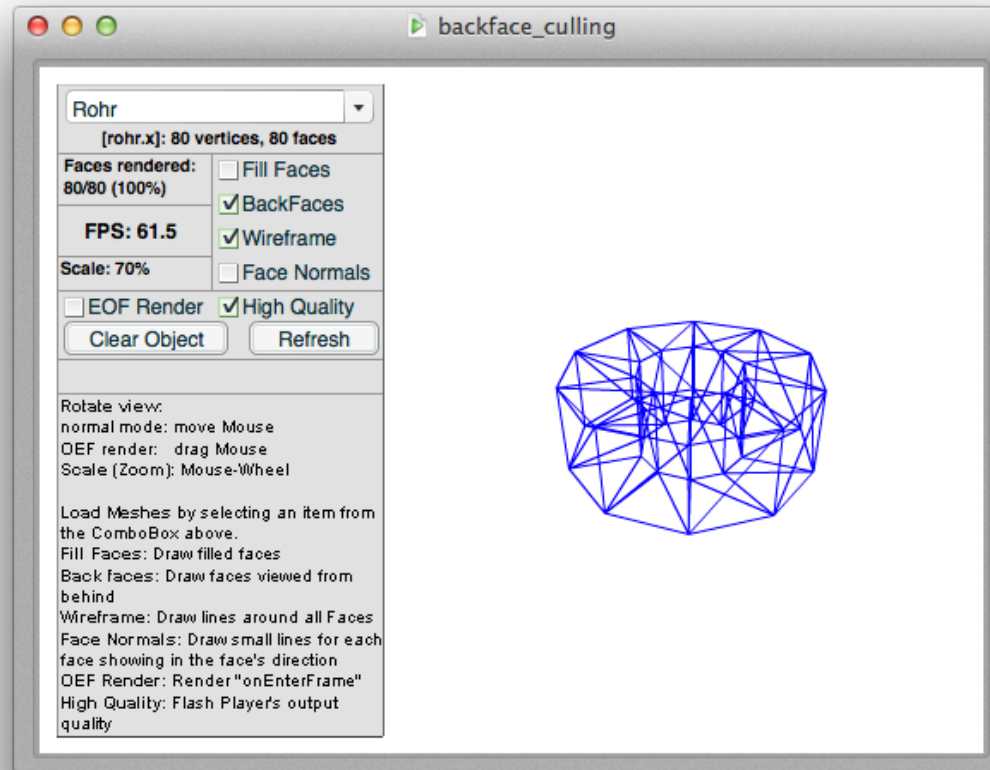 backface_culling
Rohr
[rohr.x]: 80 vertices, 80 faces
Faces rendered:
80/80 (100%)
FPS: 61.5
Scale: 70%
Fill Faces
BackFaces
Wireframe
Face Normals
EOF Render
High Quality
Clear Object
Refresh
Rotate view:
normal mode: move Mouse
OEF render: drag Mouse
Scale (Zoom): Mouse-Wheel
Load Meshes by selecting an item from
the ComboBox above.
Fill Faces: Draw filled faces
Back faces: Draw faces viewed from
behind
Wireframe: Draw lines around all Faces
Face Normals: Draw small lines for each
face showing in the face's direction
OEF Render: Render "onEnterFrame"
High Quality: Flash Player's output
quality